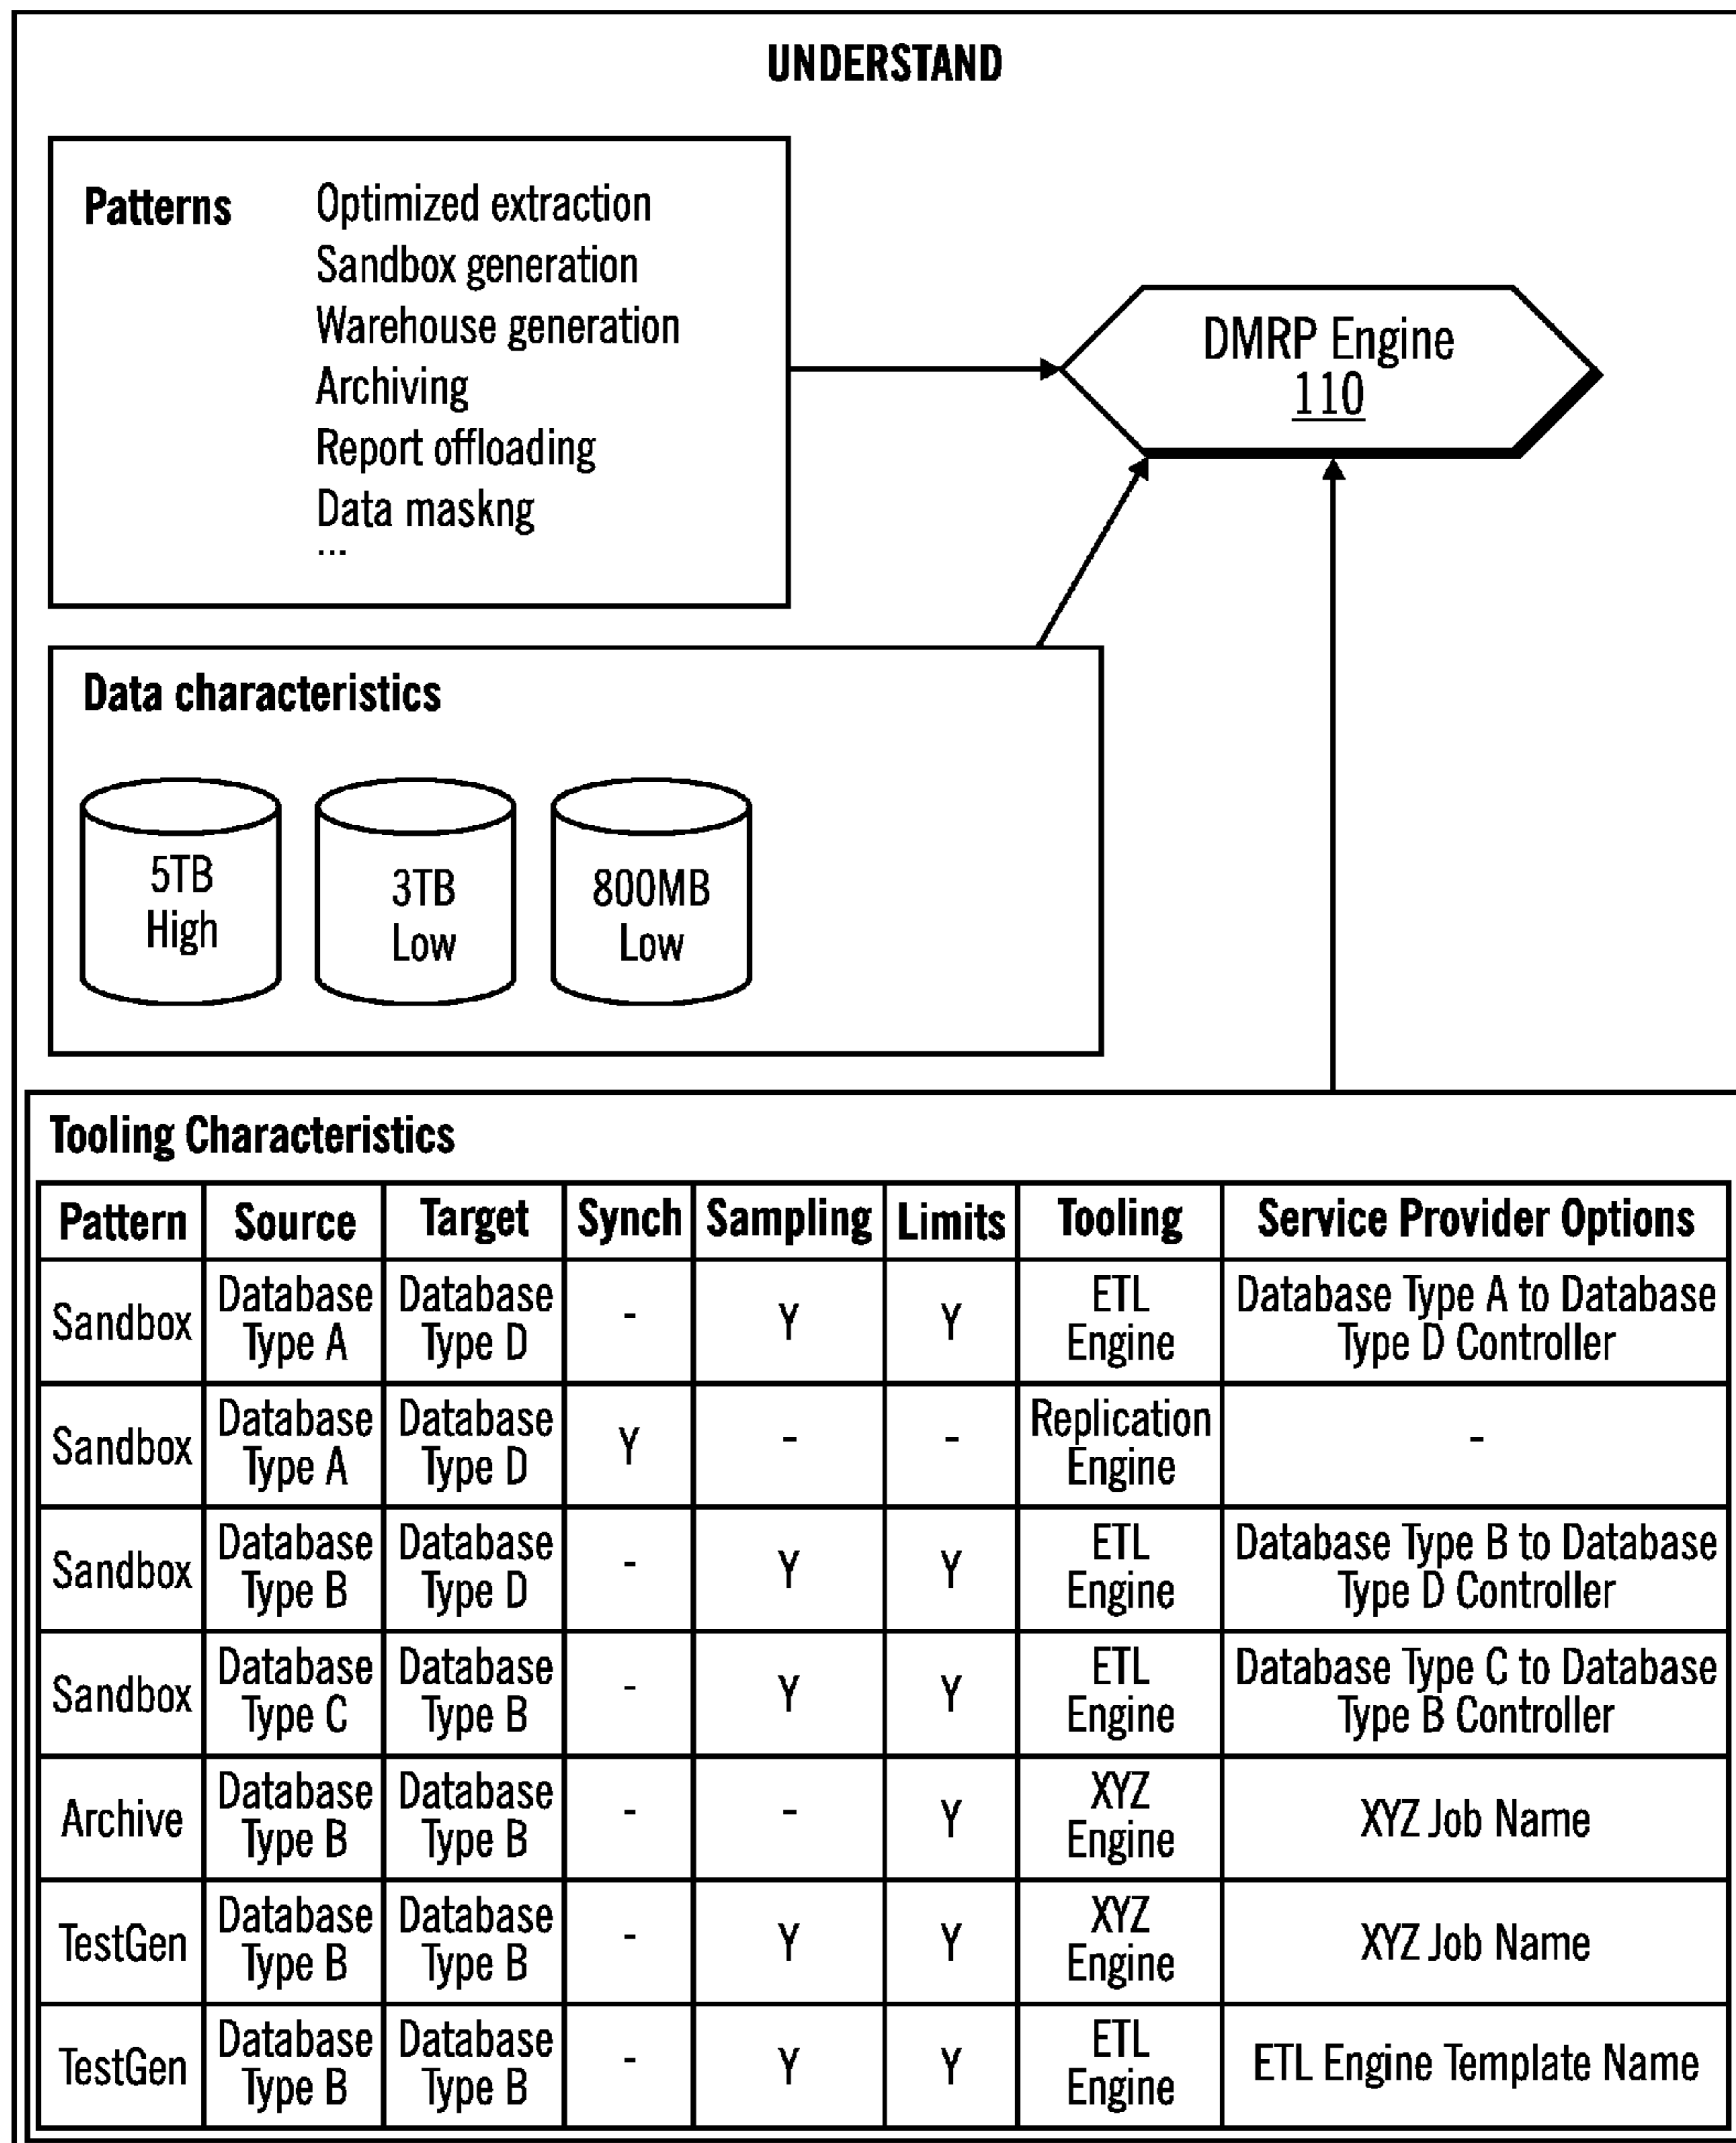 UNDERSTAND
Patterns
Optimized extraction
Sandbox generation
Warehouse generation
Archiving
Report offloading
Data maskng
...
DMRP Engine
110
Data characteristics
5TB
High
3TB
Low
800MB
Low
Tooling Characteristics
Pattern Source Target Synch Sampling Limits Tooling Service Provider Options
Sandbox
Database
Type A
Database
Type D
-
Y
Y
ETL
Engine
Database Type A to Database
Type D Controller
Sandbox
Database
Type A
Database
Type D
Y
-
-
Replication
Engine
-
Sandbox
Database
Type B
Database
Type D
-
Y
Y
ETL
Engine
Database Type B to Database
Type D Controller
Sandbox
Database
Type C
Database
Type B
-
Y
Y
ETL
Engine
Database Type C to Database
Type B Controller
Archive
Database
Type B
Database
Type B
-
-
Y
XYZ
Engine
XYZ Job Name
TestGen
Database
Type B
Database
Type B
-
Y
Y
XYZ
Engine
XYZ Job Name
TestGen
Database
Type B
Database
Type B
-
Y
Y
ETL
Engine
ETL Engine Template Name